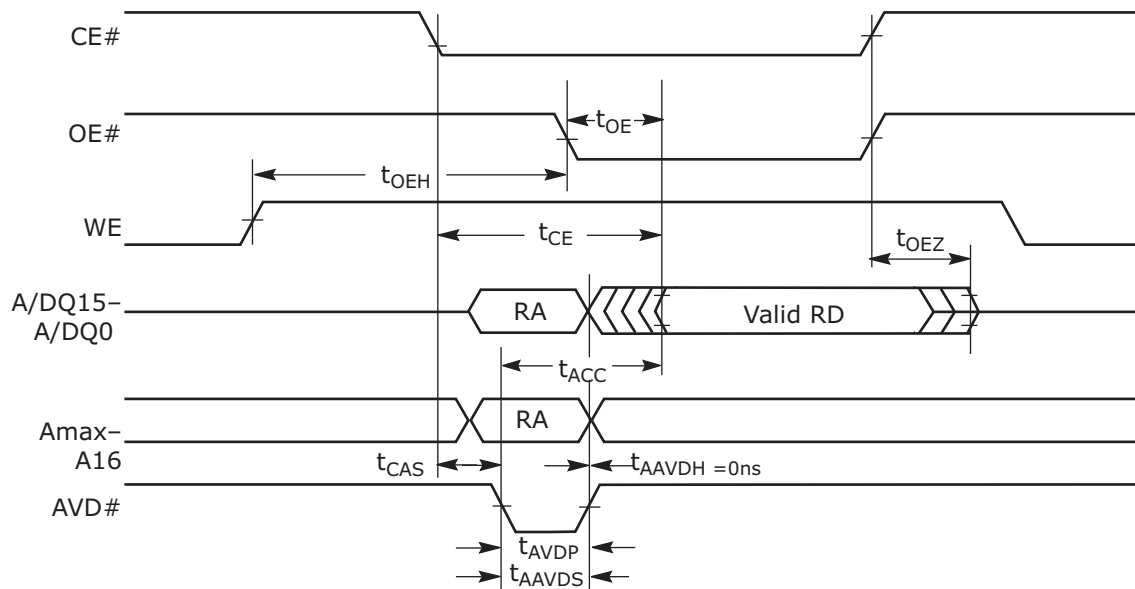 CE#
OE#
tOE
tOEH
WE
tCE
tOEZ
A/DQ15–
A/DQ0
RA
Valid RD
tACC
Amax–
A16
RA
tCAS
tAAVDH =0ns
AVD#
tAVDP
tAAVDS